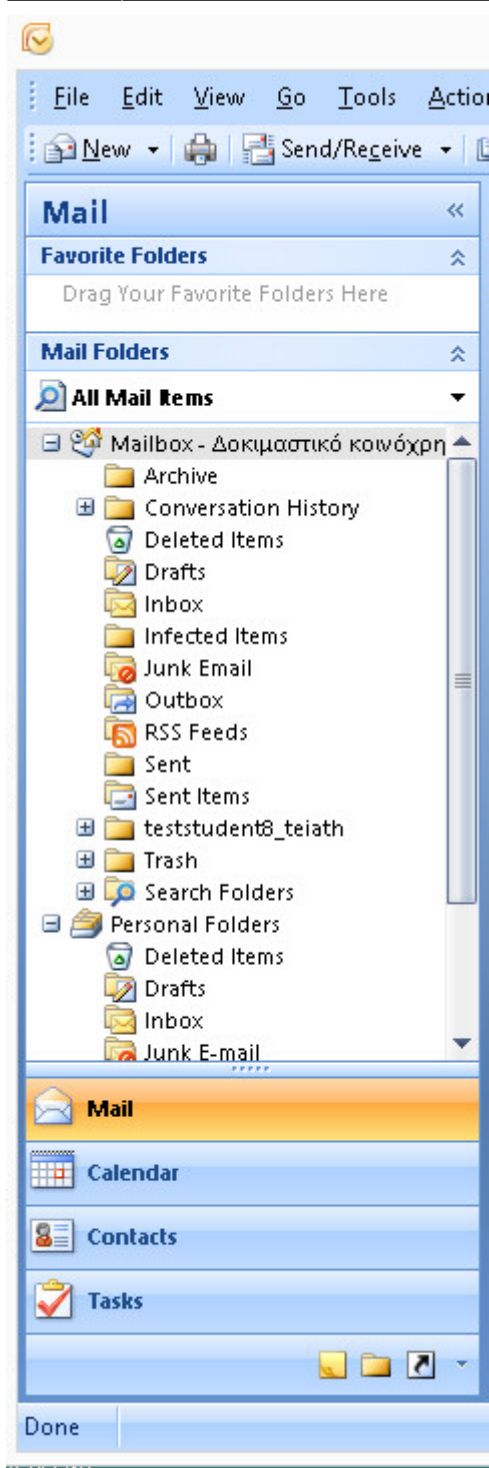 File Edit View Go Tools Actio
New Send/Receive
Mail
Favorite Folders
Drag Your Favorite Folders Here
Mail Folders
All Mail Items
Mailbox - Δοκιμαστικό κοινόχρη
Archive
Conversation History
Deleted Items
Drafts
Inbox
Infected Items
Junk Email
Outbox
RSS Feeds
Sent
Sent Items
teststudent8_teiath
Trash
Search Folders
Personal Folders
Deleted Items
Drafts
Inbox
Junk E-mail
Mail
Calendar
Contacts
Tasks
Done